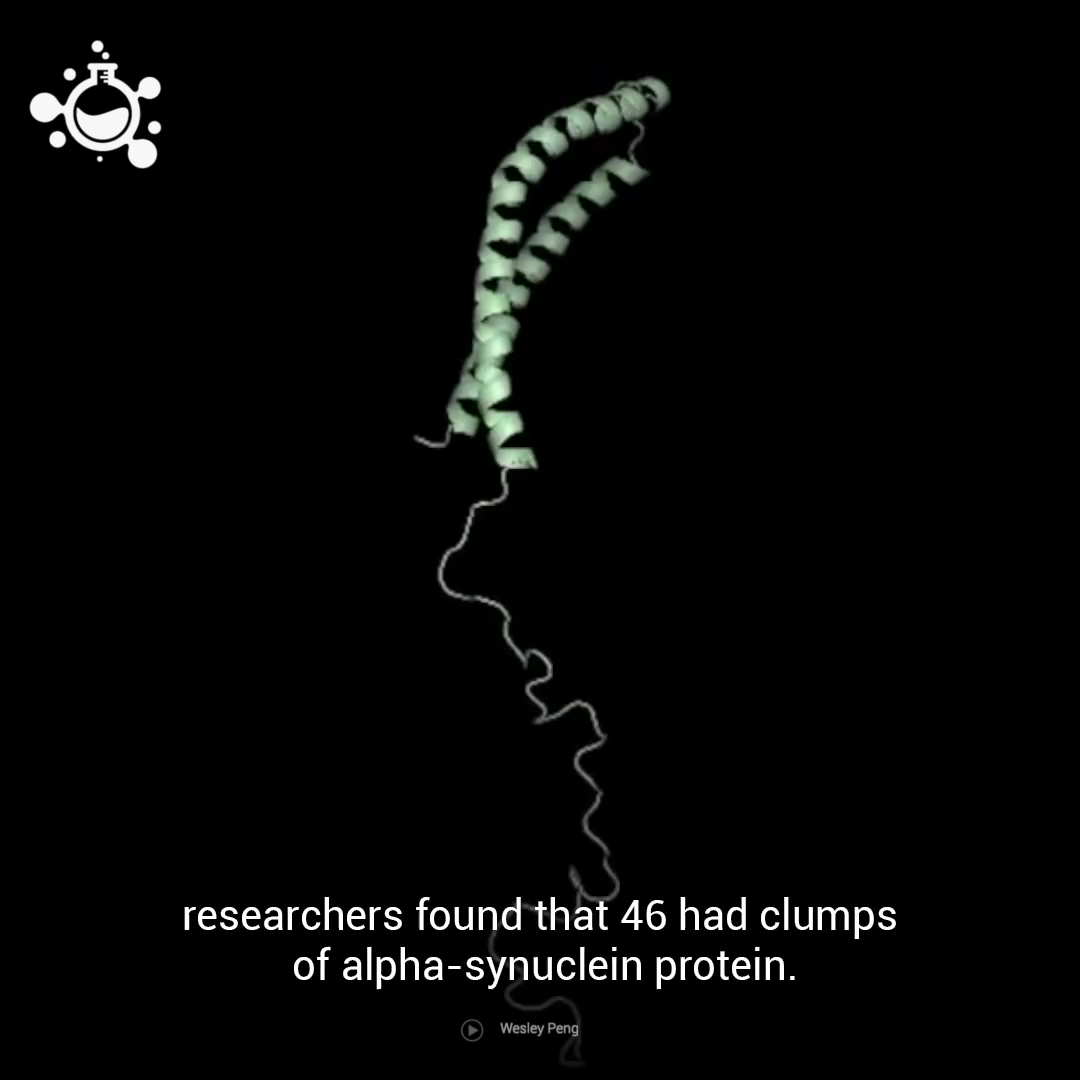 researchers found that 46 had clumps
of alpha-synuclein protein.
Wesley Peng